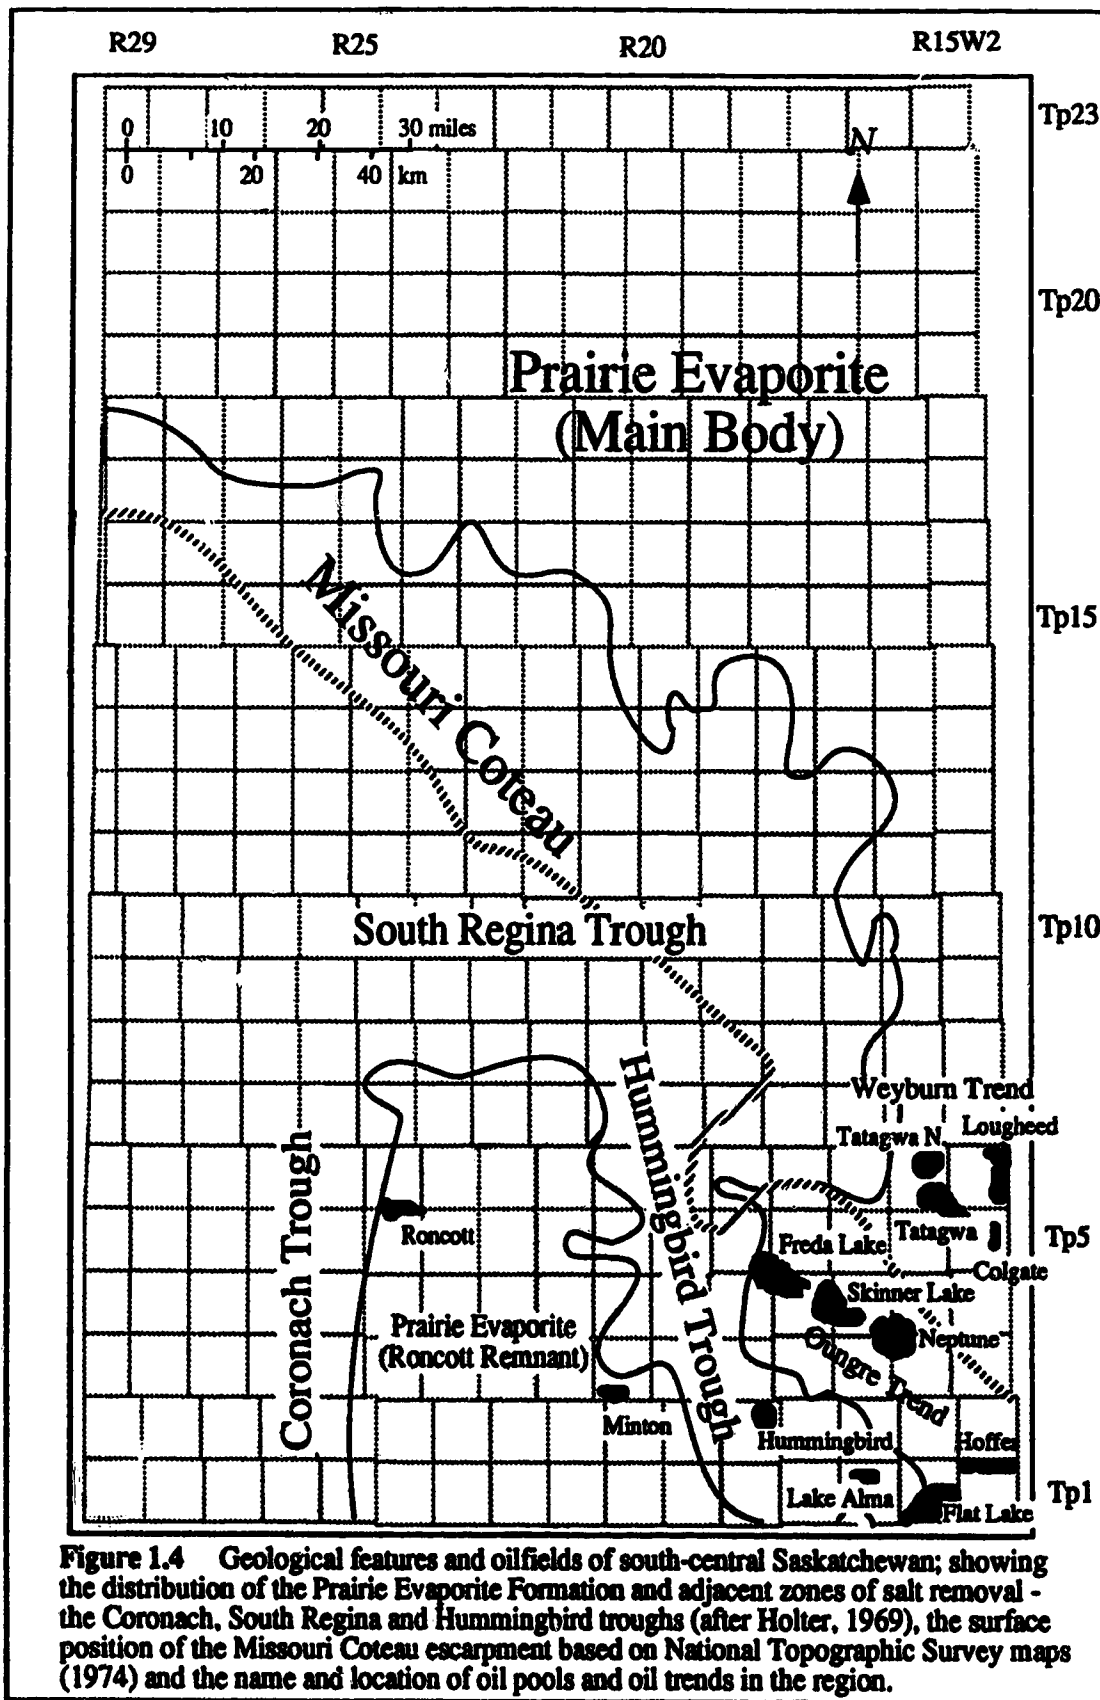 R29 R25 R20 R15W2
Tp23
0 10 20 30 miles
N
0 20 40 km
Tp20
Prairie Evaporite
(Main Body)
Missouri Coteau
Tp15
South Regina Trough
Tp10
Hummingbird Trough
Weyburn Trend
Tatagwa N.
Lougheed
Coronach Trough
Roncott
Tatagwa
Tp5
Freda Lake
Colgate
Skinner Lake
Prairie Evaporite
(Roncott Remnant)
Neptune
Oungre Trend
Minton
Hummingbird
Hoffer
Lake Alma
Tp1
Flat Lake
Figure 1.4 Geological features and oilfields of south-central Saskatchewan; showing
the distribution of the Prairie Evaporite Formation and adjacent zones of salt removal -
the Coronach, South Regina and Hummingbird troughs (after Holter, 1969), the surface
position of the Missouri Coteau escarpment based on National Topographic Survey maps
(1974) and the name and location of oil pools and oil trends in the region.